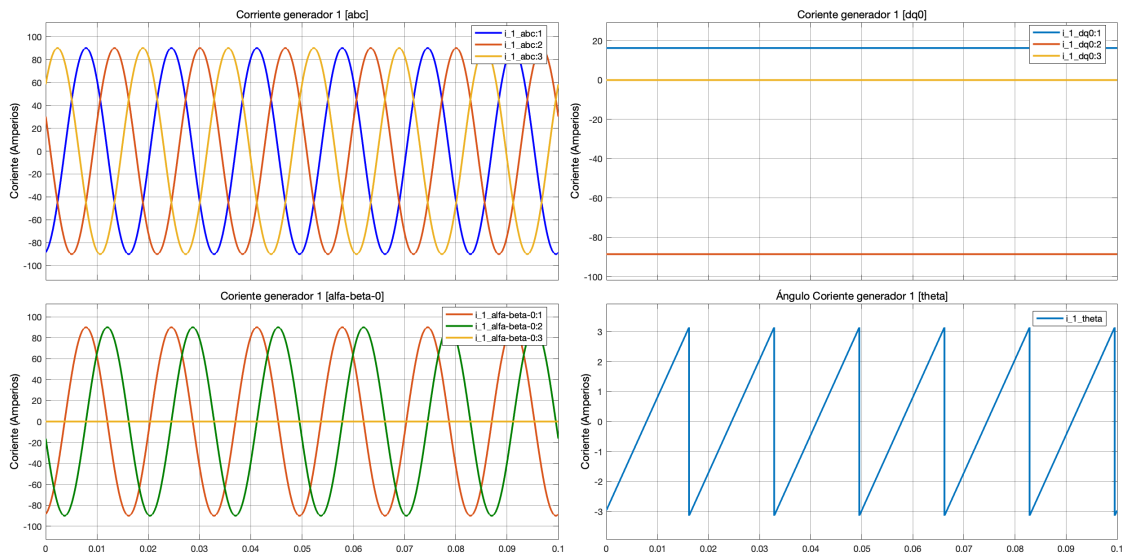 Corriente generador 1 [abc]
Coriente (Amperios)
100
80
60
40
20
0
-20
-40
-60
-80
-100
i_1_abc:1
i_1_abc:2
i_1_abc:3
Coriente generador 1 [dq0]
Coriente (Amperios)
20
0
-20
-40
-60
-80
-100
i_1_dq0:1
i_1_dq0:2
i_1_dq0:3
Coriente generador 1 [alfa-beta-0]
Coriente (Amperios)
100
80
60
40
20
0
-20
-40
-60
-80
-100
i_1_alfa-beta-0:1
i_1_alfa-beta-0:2
i_1_alfa-beta-0:3
0 0.01 0.02 0.03 0.04 0.05 0.06 0.07 0.08 0.09 0.1
Ángulo Coriente generador 1 [theta]
Coriente (Amperios)
3
2
1
0
-1
-2
-3
i_1_theta
0 0.01 0.02 0.03 0.04 0.05 0.06 0.07 0.08 0.09 0.1